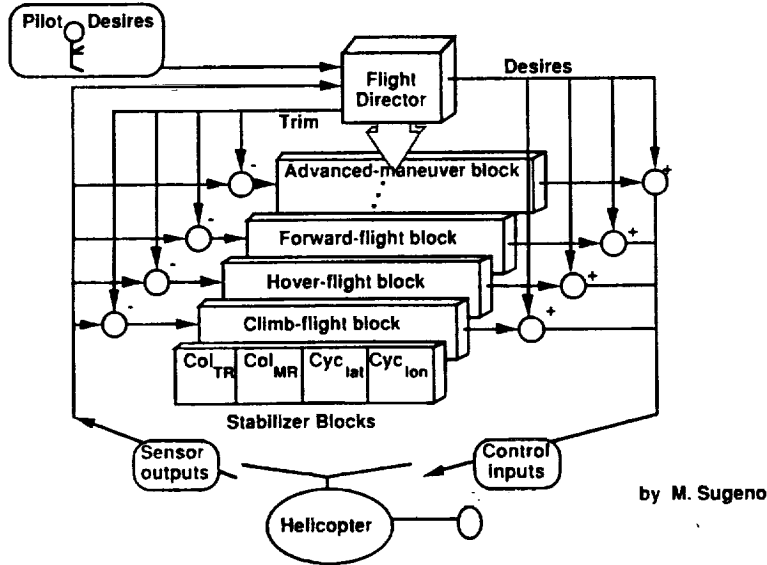 Pilot Desires
Flight
Director
Desires
Trim
Advanced-maneuver block
Forward-flight block
Hover-flight block
Climb-flight block
Col TR Col MR Cyc lat Cyc lon
Stabilizer Blocks
Sensor
outputs
Control
inputs
by M. Sugeno
Helicopter
- + 
- +
- +
- +